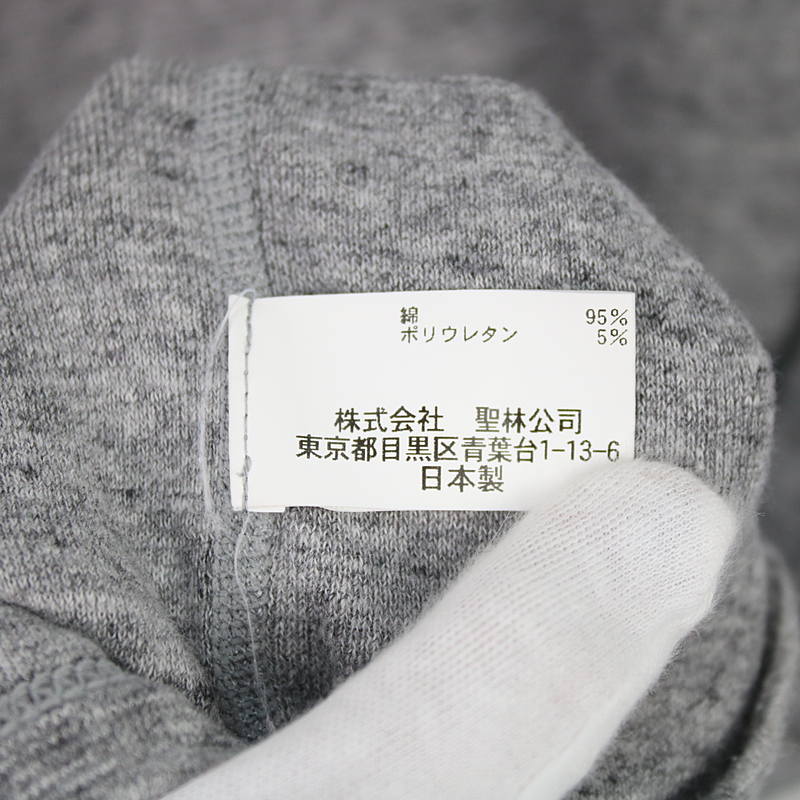 綿 95%
ポリウレタン 5%
株式会社 聖林公司
東京都目黒区青葉台1-13-6
日本製